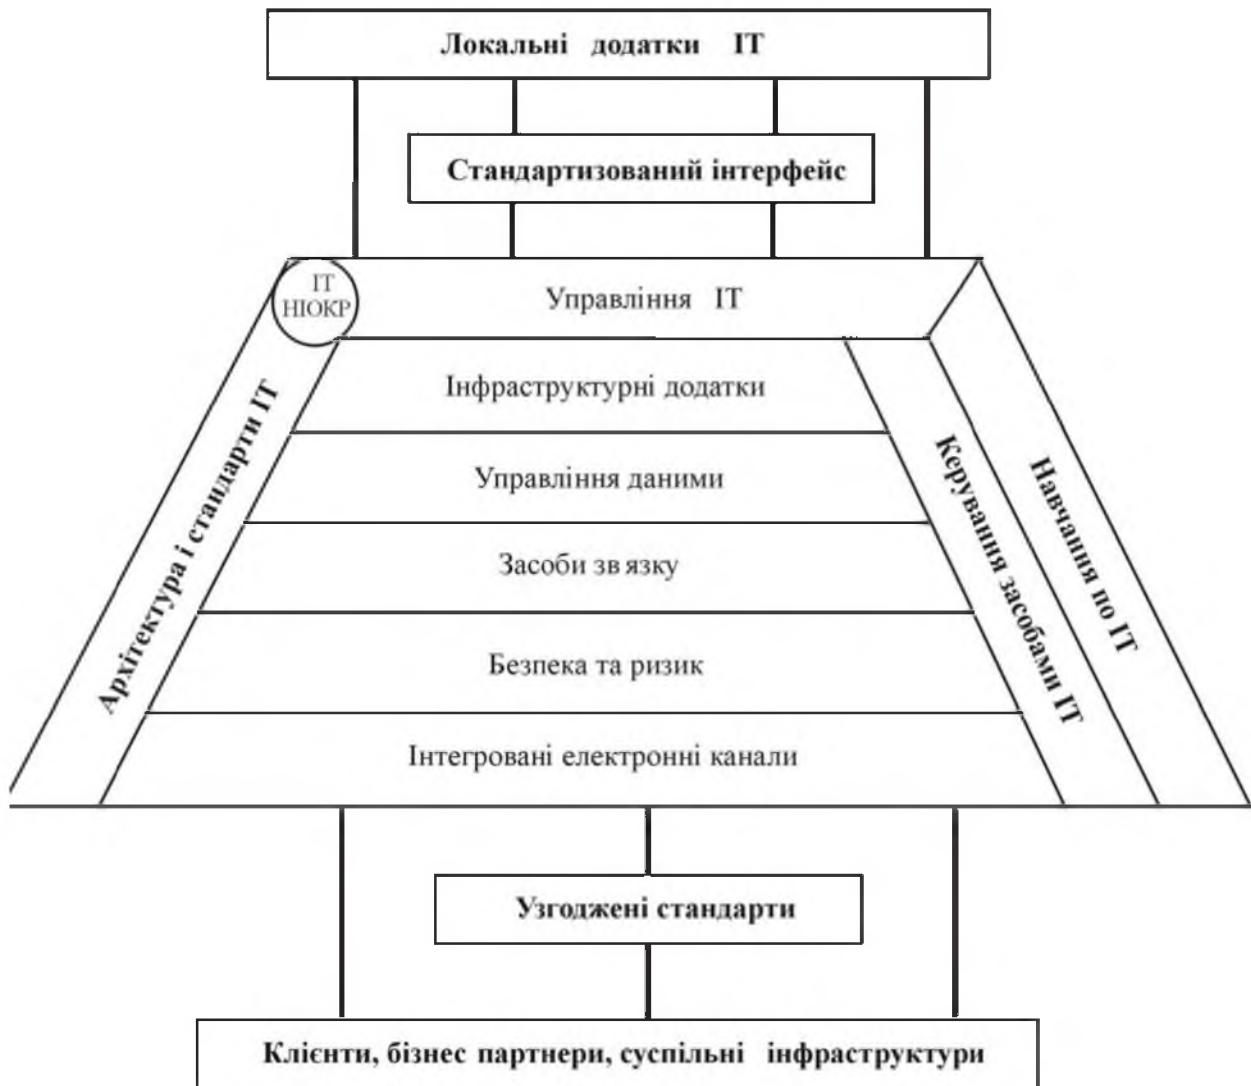 Локальні додатки ІТ
Стандартизований інтерфейс
ІТ
НІОКР
Управління ІТ
Інфраструктурні додатки
Управління даними
Засоби зв язку
Безпека та ризик
Інтегровані електронні канали
Архітектура і стандарти ІТ
Керування засобами ІТ
Навчання по ІТ
Узгоджені стандарти
Клієнти, бізнес партнери, суспільні інфраструктури